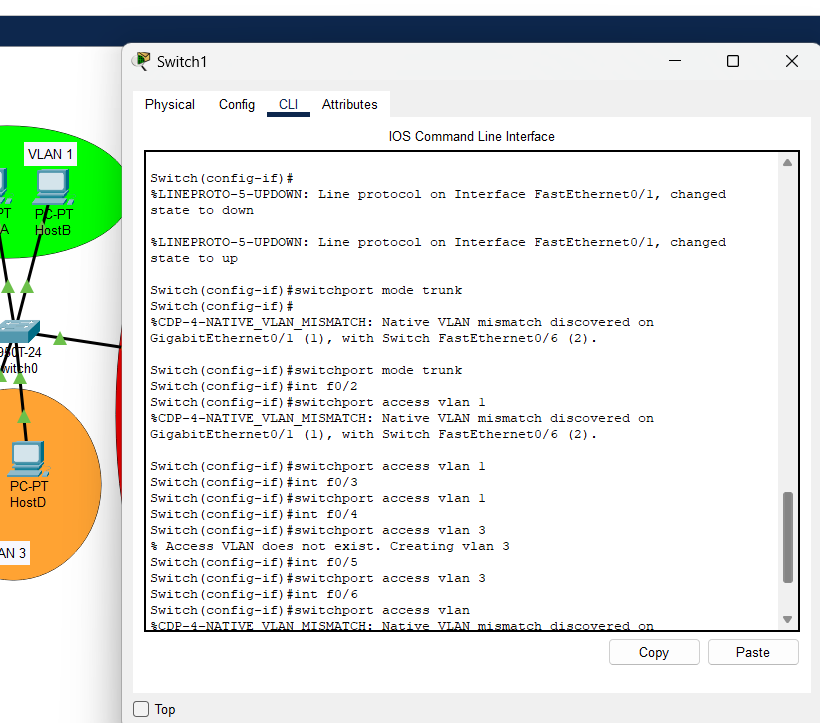 Switch1
Physical Config CLI Attributes
IOS Command Line Interface
Switch(config-if)#
%LINEPROTO-5-UPDOWN: Line protocol on Interface FastEthernet0/1, changed
state to down
%LINEPROTO-5-UPDOWN: Line protocol on Interface FastEthernet0/1, changed
state to up
Switch(config-if)#switchport mode trunk
Switch(config-if)#
%CDP-4-NATIVE_VLAN_MISMATCH: Native VLAN mismatch discovered on
GigabitEthernet0/1 (1), with Switch FastEthernet0/6 (2).
Switch(config-if)#switchport mode trunk
Switch(config-if)#int f0/2
Switch(config-if)#switchport access vlan 1
%CDP-4-NATIVE_VLAN_MISMATCH: Native VLAN mismatch discovered on
GigabitEthernet0/1 (1), with Switch FastEthernet0/6 (2).
Switch(config-if)#switchport access vlan 1
Switch(config-if)#int f0/3
Switch(config-if)#switchport access vlan 1
Switch(config-if)#int f0/4
Switch(config-if)#switchport access vlan 3
% Access VLAN does not exist. Creating vlan 3
Switch(config-if)#int f0/5
Switch(config-if)#switchport access vlan 3
Switch(config-if)#int f0/6
Switch(config-if)#switchport access vlan
%CDP-4-NATIVE_VLAN_MISMATCH: Native VLAN mismatch discovered on
Copy Paste
Top
VLAN 1
PT PC-PT
A HostB
950T-24
witch0
PC-PT
HostD
AN 3